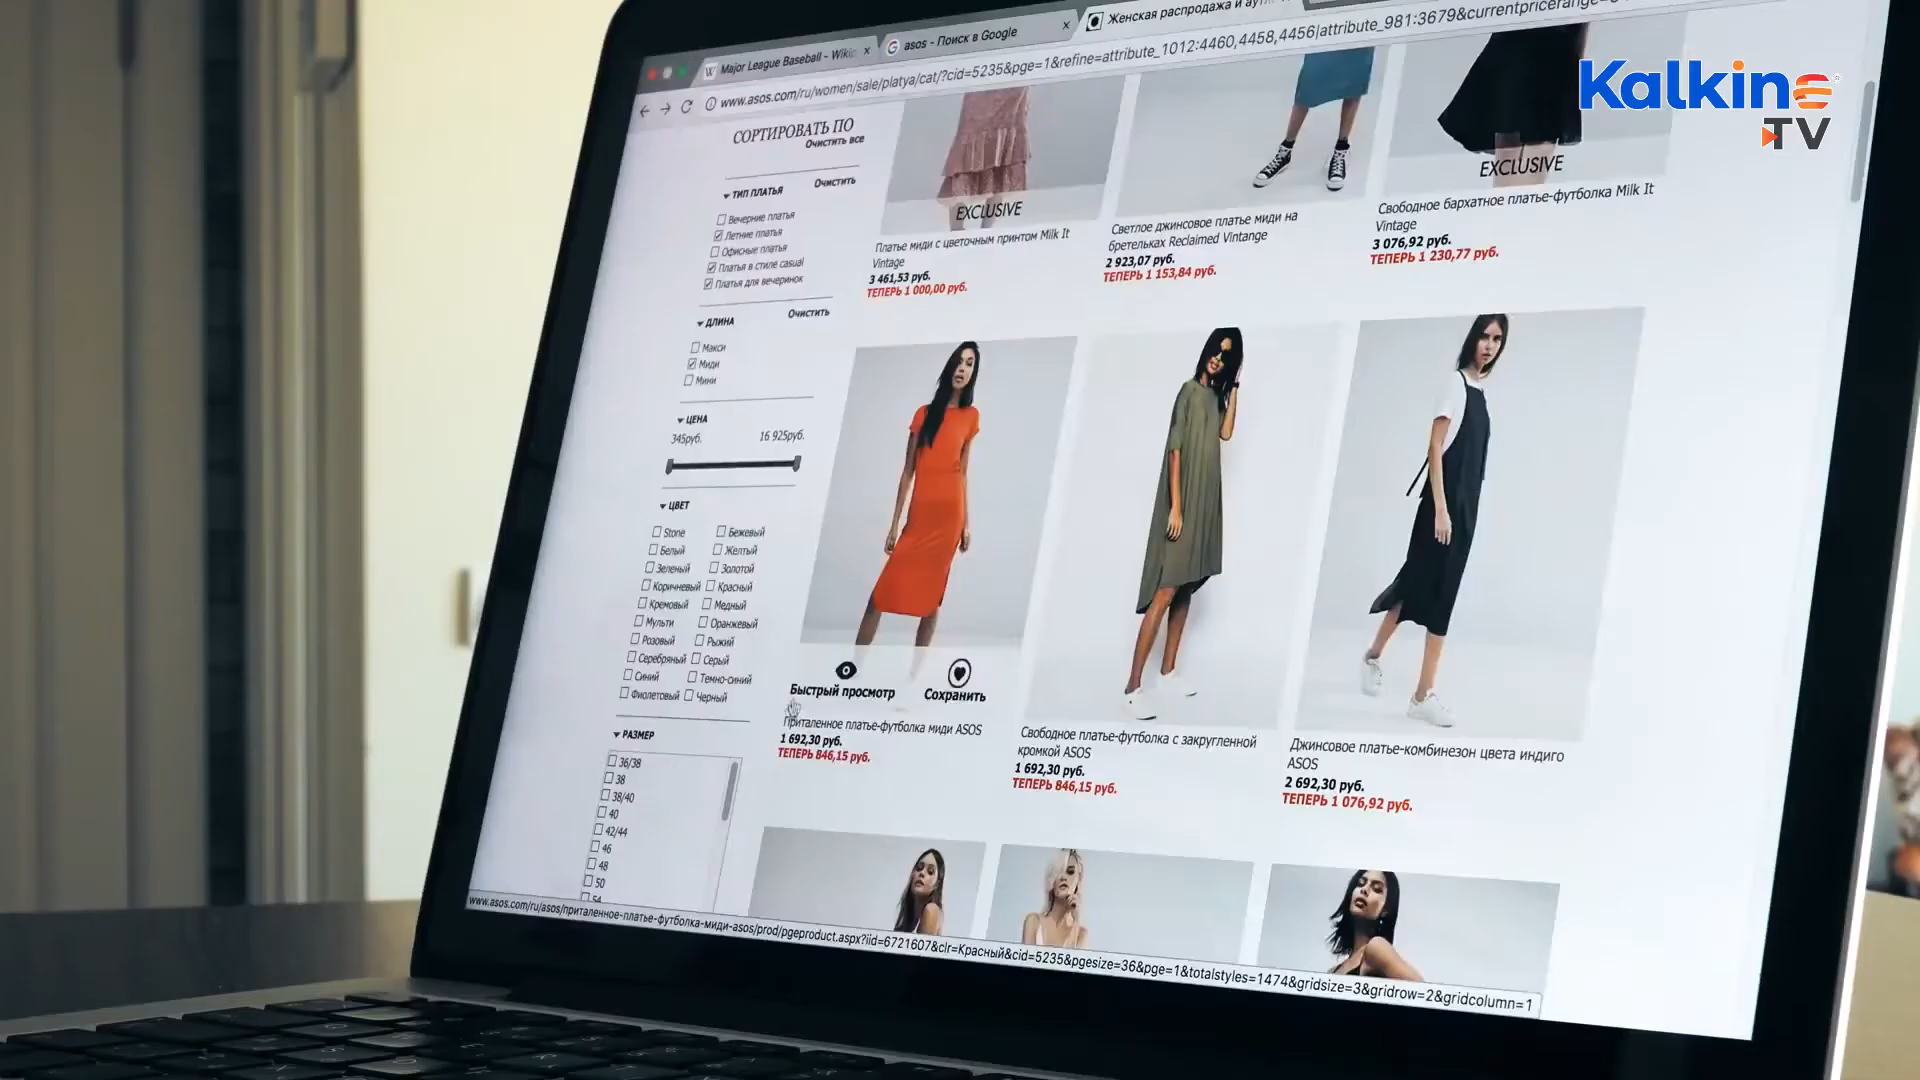 Major League Baseball - Wiki
asos - Поиск в Google
Женская распродажа и аут
www.asos.com/ru/women/sale/platya/cat/?cid=5235&pge=1&refine=attribute_1012:4460,4458,4456|attribute_981:3679&currentpricerange=
Kalkine
TV
СОРТИРОВАТЬ ПО
Очистить все
ТИП ПЛАТЬЯ
Очистить
Вечерние платья
Летние платья
Офисные платья
Платья в стиле casual
Платья для вечеринок
ДЛИНА
Очистить
Макси
Миди
Мини
ЦЕНА
345руб.
16 925руб.
ЦВЕТ
Stone
Бежевый
Белый
Желтый
Зеленый
Золотой
Коричневый
Красный
Кремовый
Медный
Мульти
Оранжевый
Розовый
Рыжий
Серебряный
Серый
Синий
Темно-синий
Фиолетовый
Черный
РАЗМЕР
36/38
38
38/40
40
42/44
46
48
50
54
EXCLUSIVE
Платье миди с цветочным принтом Milk It
Vintage
3 461,53 руб.
ТЕПЕРЬ 1 000,00 руб.
Светлое джинсовое платье миди на
бретельках Reclaimed Vintange
2 923,07 руб.
ТЕПЕРЬ 1 153,84 руб.
EXCLUSIVE
Свободное бархатное платье-футболка Milk It
Vintage
3 076,92 руб.
ТЕПЕРЬ 1 230,77 руб.
Быстрый просмотр
Сохранить
Приталенное платье-футболка миди ASOS
1 692,30 руб.
ТЕПЕРЬ 846,15 руб.
Свободное платье-футболка с закругленной
кромкой ASOS
1 692,30 руб.
ТЕПЕРЬ 846,15 руб.
Джинсовое платье-комбинезон цвета индиго
ASOS
2 692,30 руб.
ТЕПЕРЬ 1 076,92 руб.
www.asos.com/ru/asos/приталенное-платье-футболка-миди-asos/prod/pgeproduct.aspx?iid=6721607&clr=Красный&cid=5235&pgesize=36&pge=1&totalstyles=1474&gridsize=3&gridrow=2&gridcolumn=1